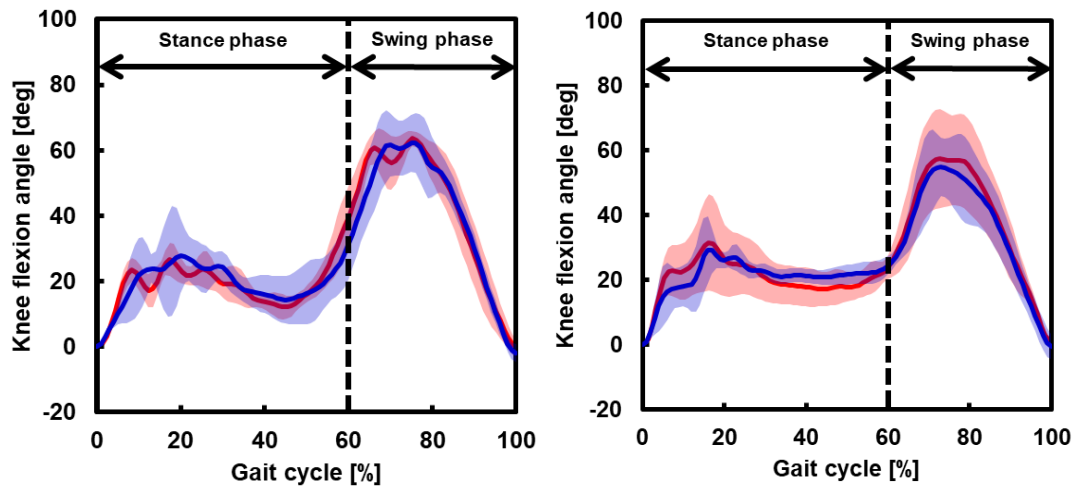 100
80
60
40
20
0
-20
Knee flexion angle [deg]
Stance phase
Swing phase
0 20 40 60 80 100
Gait cycle [%]
100
80
60
40
20
0
-20
Knee flexion angle [deg]
Stance phase
Swing phase
0 20 40 60 80 100
Gait cycle [%]